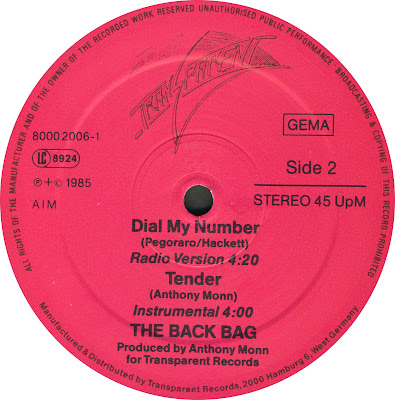 ALL RIGHTS OF THE MANUFACTURER AND OF THE OWNER OF THE RECORDED WORK RESERVED UNAUTHORISED PUBLIC PERFORMANCE, BROADCASTING & COPYING OF THIS RECORD PROHIBITED
TRANSPARENT
80002006-1
GEMA
LC 8924
Side 2
℗ + © 1985
STEREO 45 UpM
AIM
Dial My Number
(Pegoraro/Hackett)
Radio Version 4:20
Tender
(Anthony Monn)
Instrumental 4:00
THE BACK BAG
Produced by Anthony Monn
for Transparent Records
Manufactured & Distributed by Transparent Records, 2000 Hamburg 6, West Germany